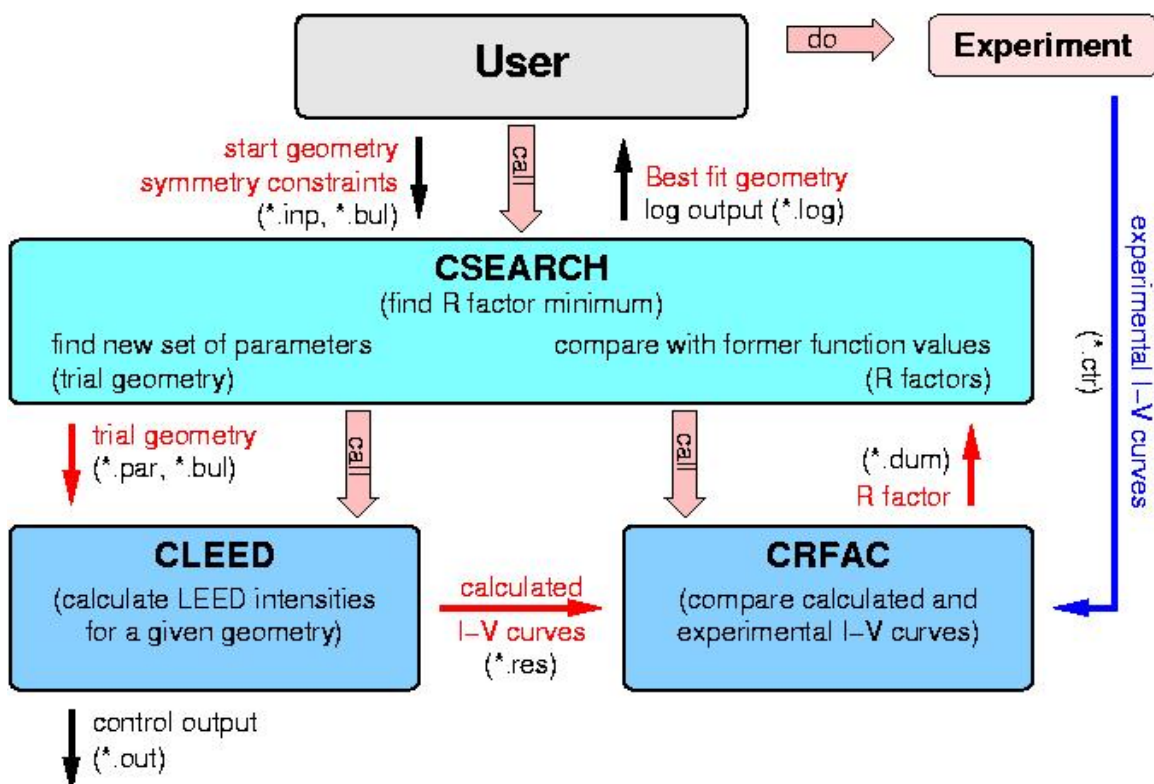 User
do
Experiment
start geometry
symmetry constraints
(*.inp, *.bul)
call
Best fit geometry
log output (*.log)
experimental I-V curves
(*.ctr)
CSEARCH
(find R factor minimum)
find new set of parameters
(trial geometry)
compare with former function values
(R factors)
trial geometry
(*.par, *.bul)
call
call
(*.dum)
R factor
CLEED
(calculate LEED intensities
for a given geometry)
calculated
I-V curves
(*.res)
CRFAC
(compare calculated and
experimental I-V curves)
control output
(*.out)